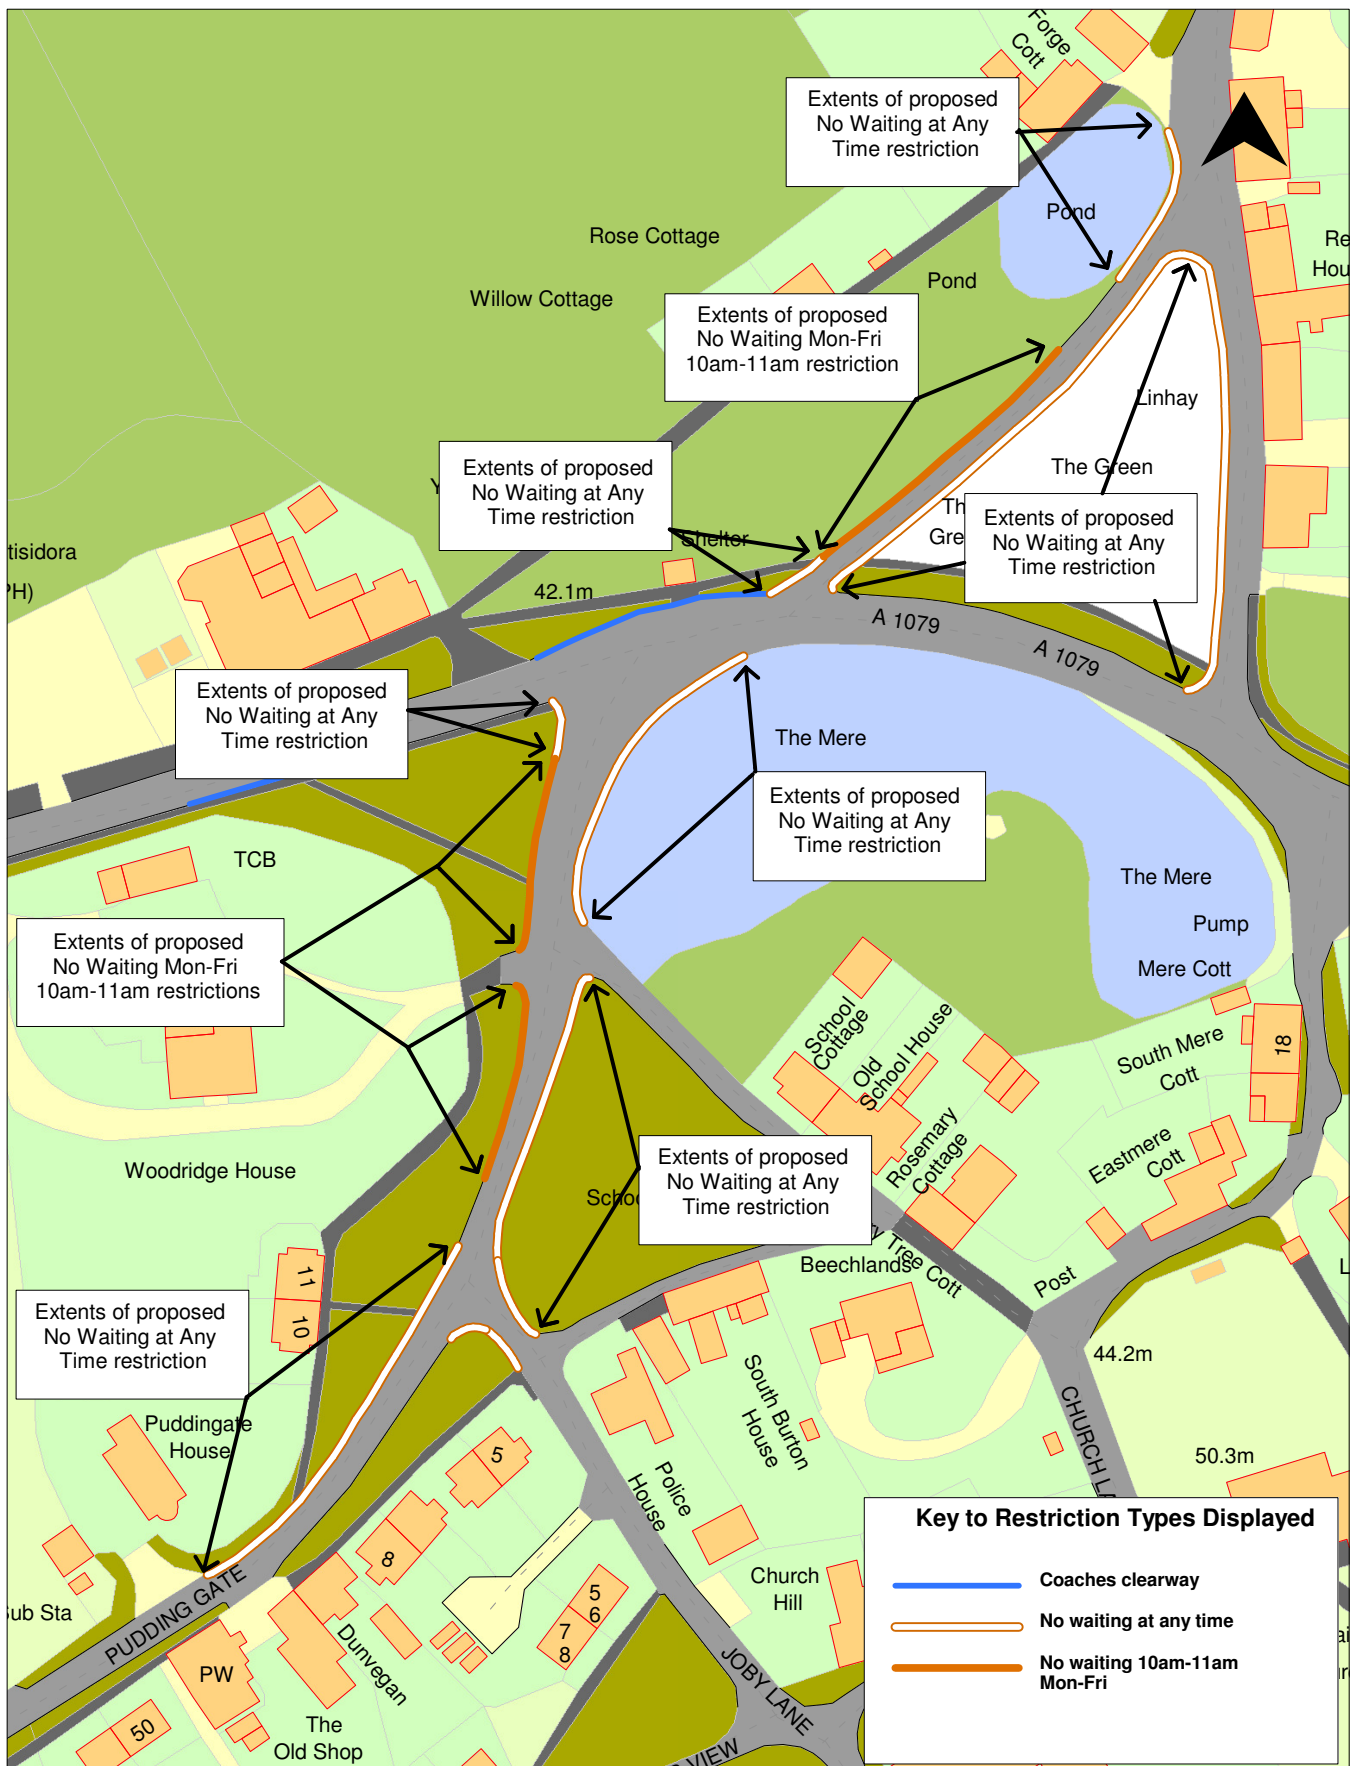 Forge
Cott
Extents of proposed
No Waiting at Any
Time restriction
Pond
Rose Cottage
Willow Cottage
Pond
Extents of proposed
No Waiting Mon-Fri
10am-11am restriction
Linhay
The Green
Extents of proposed
No Waiting at Any
Time restriction
Shelter
Extents of proposed
No Waiting at Any
Time restriction
42.1m
A 1079
A 1079
Extents of proposed
No Waiting at Any
Time restriction
The Mere
Extents of proposed
No Waiting at Any
Time restriction
TCB
The Mere
Pump
Mere Cott
Extents of proposed
No Waiting Mon-Fri
10am-11am restrictions
School
Cottage
Old
School House
South Mere
Cott
18
Rosemary
Cottage
Eastmere
Cott
Woodridge House
Extents of proposed
No Waiting at Any
Time restriction
Tree Cott
Beechlands
Post
11
10
Extents of proposed
No Waiting at Any
Time restriction
44.2m
South Burton
House
CHURCH
Puddingate
House
5
Police
House
50.3m
8
Church
Hill
5
6
7
8
Sub Sta
PUDDING GATE
PW
Dunvegan
JOBY LANE
50
The
Old Shop
VIEW
Key to Restriction Types Displayed
Coaches clearway
No waiting at any time
No waiting 10am-11am
Mon-Fri